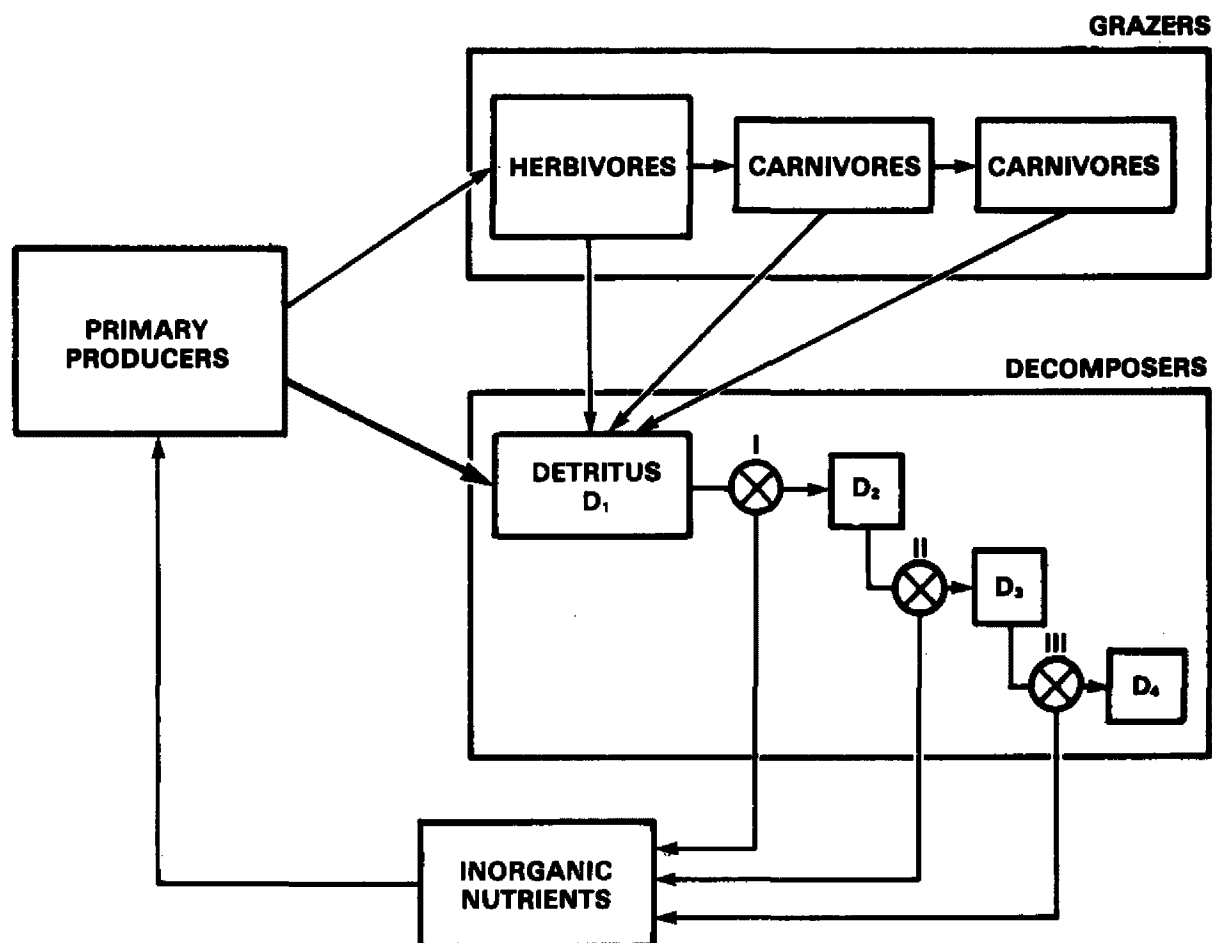 GRAZERS
HERBIVORES
CARNIVORES
CARNIVORES
PRIMARY
PRODUCERS
DECOMPOSERS
DETRITUS
D₁
I
D₂
II
D₃
III
D₄
INORGANIC
NUTRIENTS